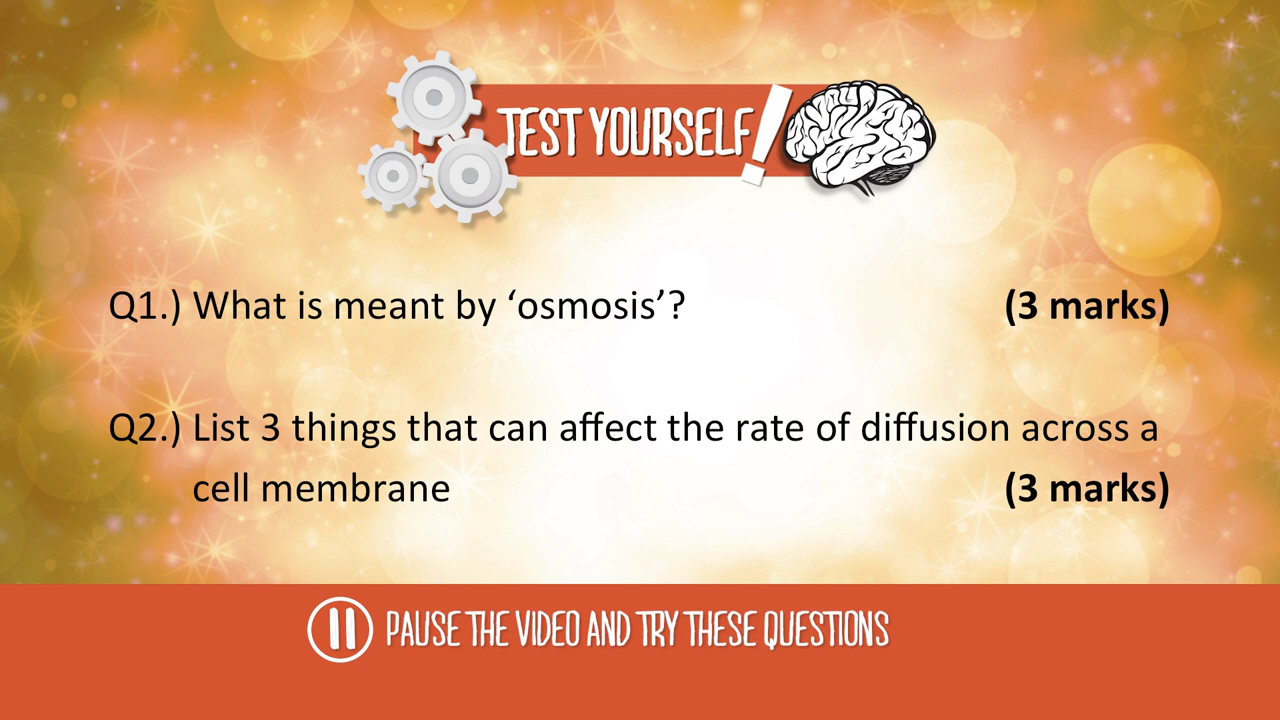 TEST YOURSELF!
Q1.) What is meant by ‘osmosis’? (3 marks)
Q2.) List 3 things that can affect the rate of diffusion across a
cell membrane (3 marks)
PAUSE THE VIDEO AND TRY THESE QUESTIONS